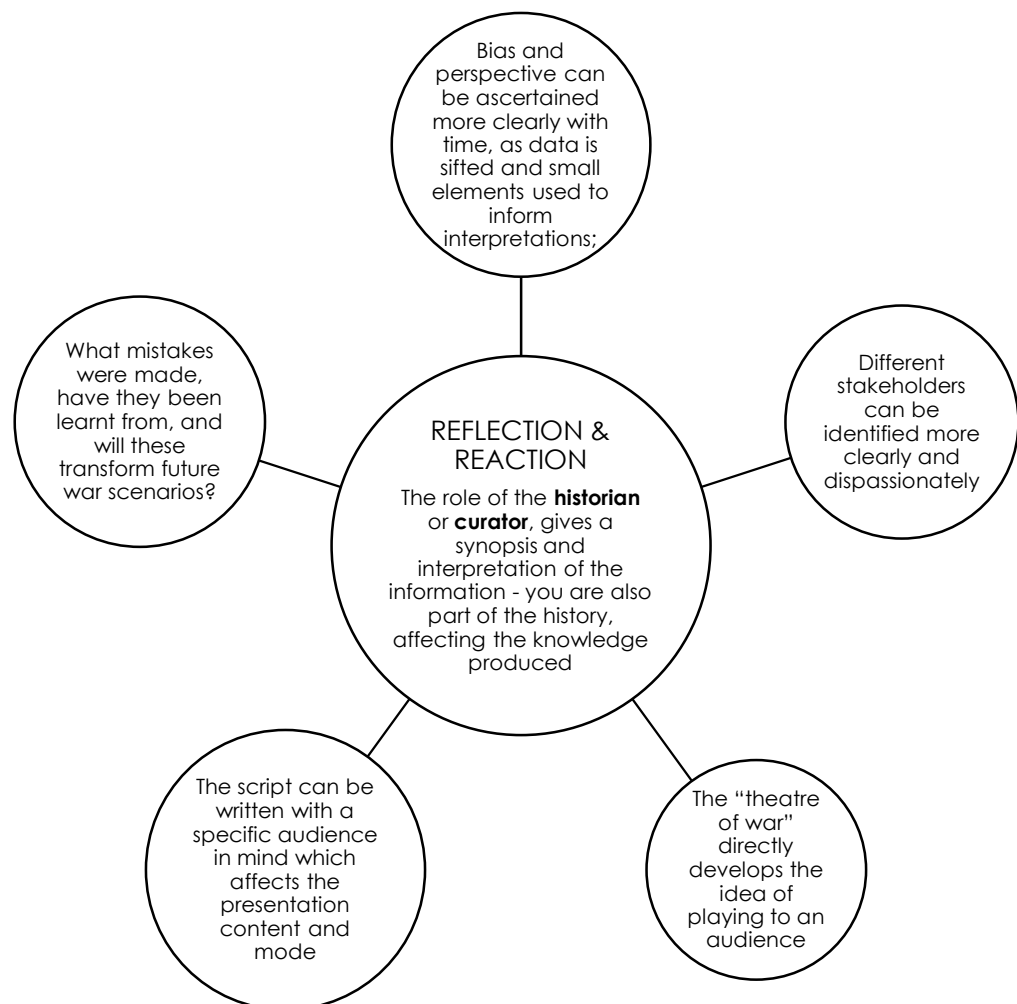 Bias and
perspective can
be ascertained
more clearly with
time, as data is
sifted and small
elements used to
inform
interpretations;
What mistakes
were made,
have they been
learnt from, and
will these
transform future
war scenarios?
Different
stakeholders
can be
identified more
clearly and
dispassionately
REFLECTION &
REACTION
The role of the historian
or curator, gives a
synopsis and
interpretation of the
information - you are also
part of the history,
affecting the knowledge
produced
The script can be
written with a
specific audience
in mind which
affects the
presentation
content and
mode
The “theatre
of war”
directly
develops the
idea of
playing to an
audience